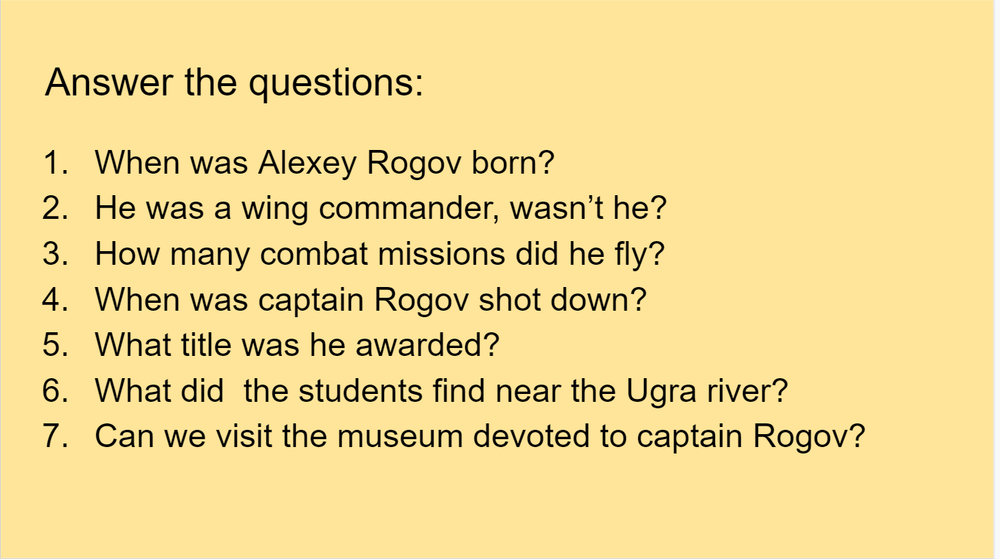 Answer the questions:
1. When was Alexey Rogov born?
2. He was a wing commander, wasn’t he?
3. How many combat missions did he fly?
4. When was captain Rogov shot down?
5. What title was he awarded?
6. What did  the students find near the Ugra river?
7. Can we visit the museum devoted to captain Rogov?